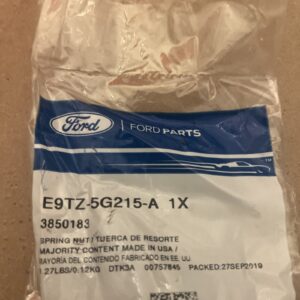 Ford | FORD PARTS
E9TZ-5G215-A 1X
3850183
SPRING NUT/TUERCA DE RESORTE
MAJORITY CONTENT MADE IN USA/
MAYORIA DEL CONTENIDO FABRICADO EN EE. UU
.27LBS/0.12KG DTK3A 00757845 PACKED:27SEP2019